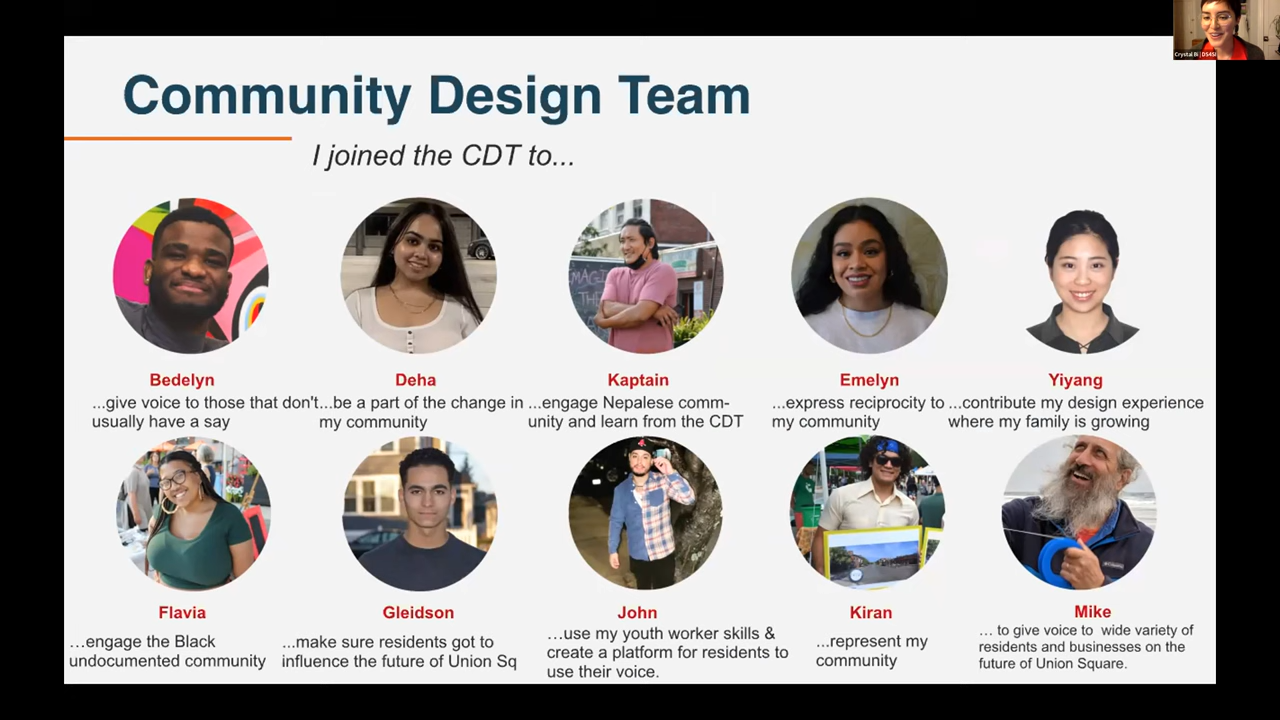 Crystal Bi | DS4SI
Community Design Team
I joined the CDT to...
Bedelyn
...give voice to those that don't
usually have a say
Deha
...be a part of the change in
my community
Kaptain
...engage Nepalese comm-
unity and learn from the CDT
Emelyn
...express reciprocity to
my community
Yiyang
...contribute my design experience
where my family is growing
Flavia
...engage the Black
undocumented community
Gleidson
...make sure residents got to
influence the future of Union Sq
John
...use my youth worker skills &
create a platform for residents to
use their voice.
Kiran
...represent my
community
Mike
... to give voice to wide variety of
residents and businesses on the
future of Union Square.